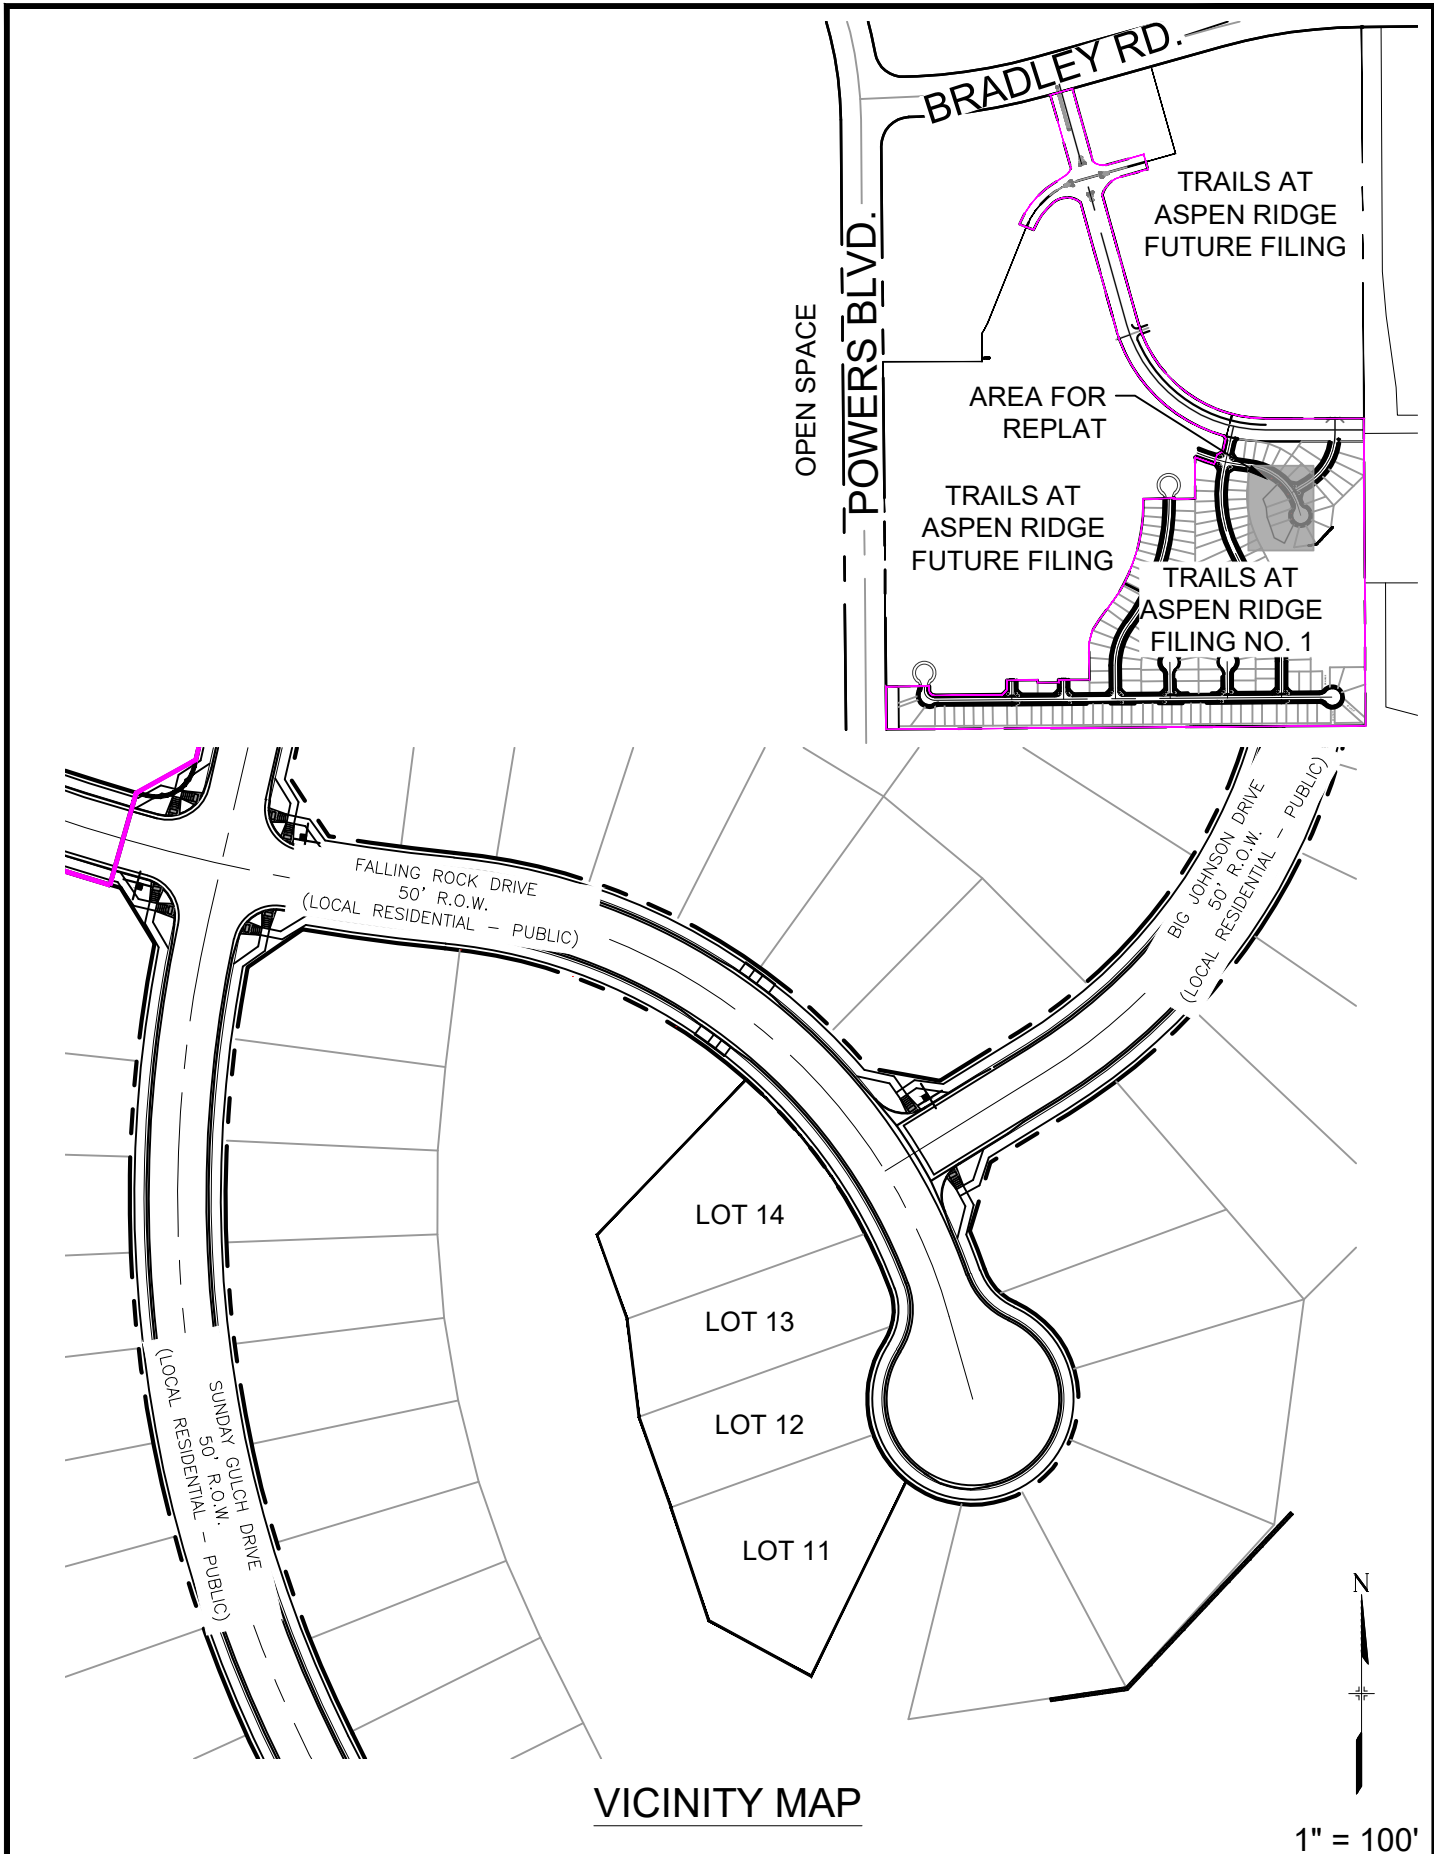 BRADLEY RD.
TRAILS AT
ASPEN RIDGE
FUTURE FILING
OPEN SPACE
POWERS BLVD.
AREA FOR
REPLAT
TRAILS AT
ASPEN RIDGE
FUTURE FILING
TRAILS AT
ASPEN RIDGE
FILING NO. 1
FALLING ROCK DRIVE
50' R.O.W.
(LOCAL RESIDENTIAL - PUBLIC)
BIG JOHNSON DRIVE
50' R.O.W.
(LOCAL RESIDENTIAL - PUBLIC)
LOT 14
LOT 13
LOT 12
LOT 11
SUNDAY GULCH DRIVE
50' R.O.W.
(LOCAL RESIDENTIAL - PUBLIC)
N
VICINITY MAP
1" = 100'